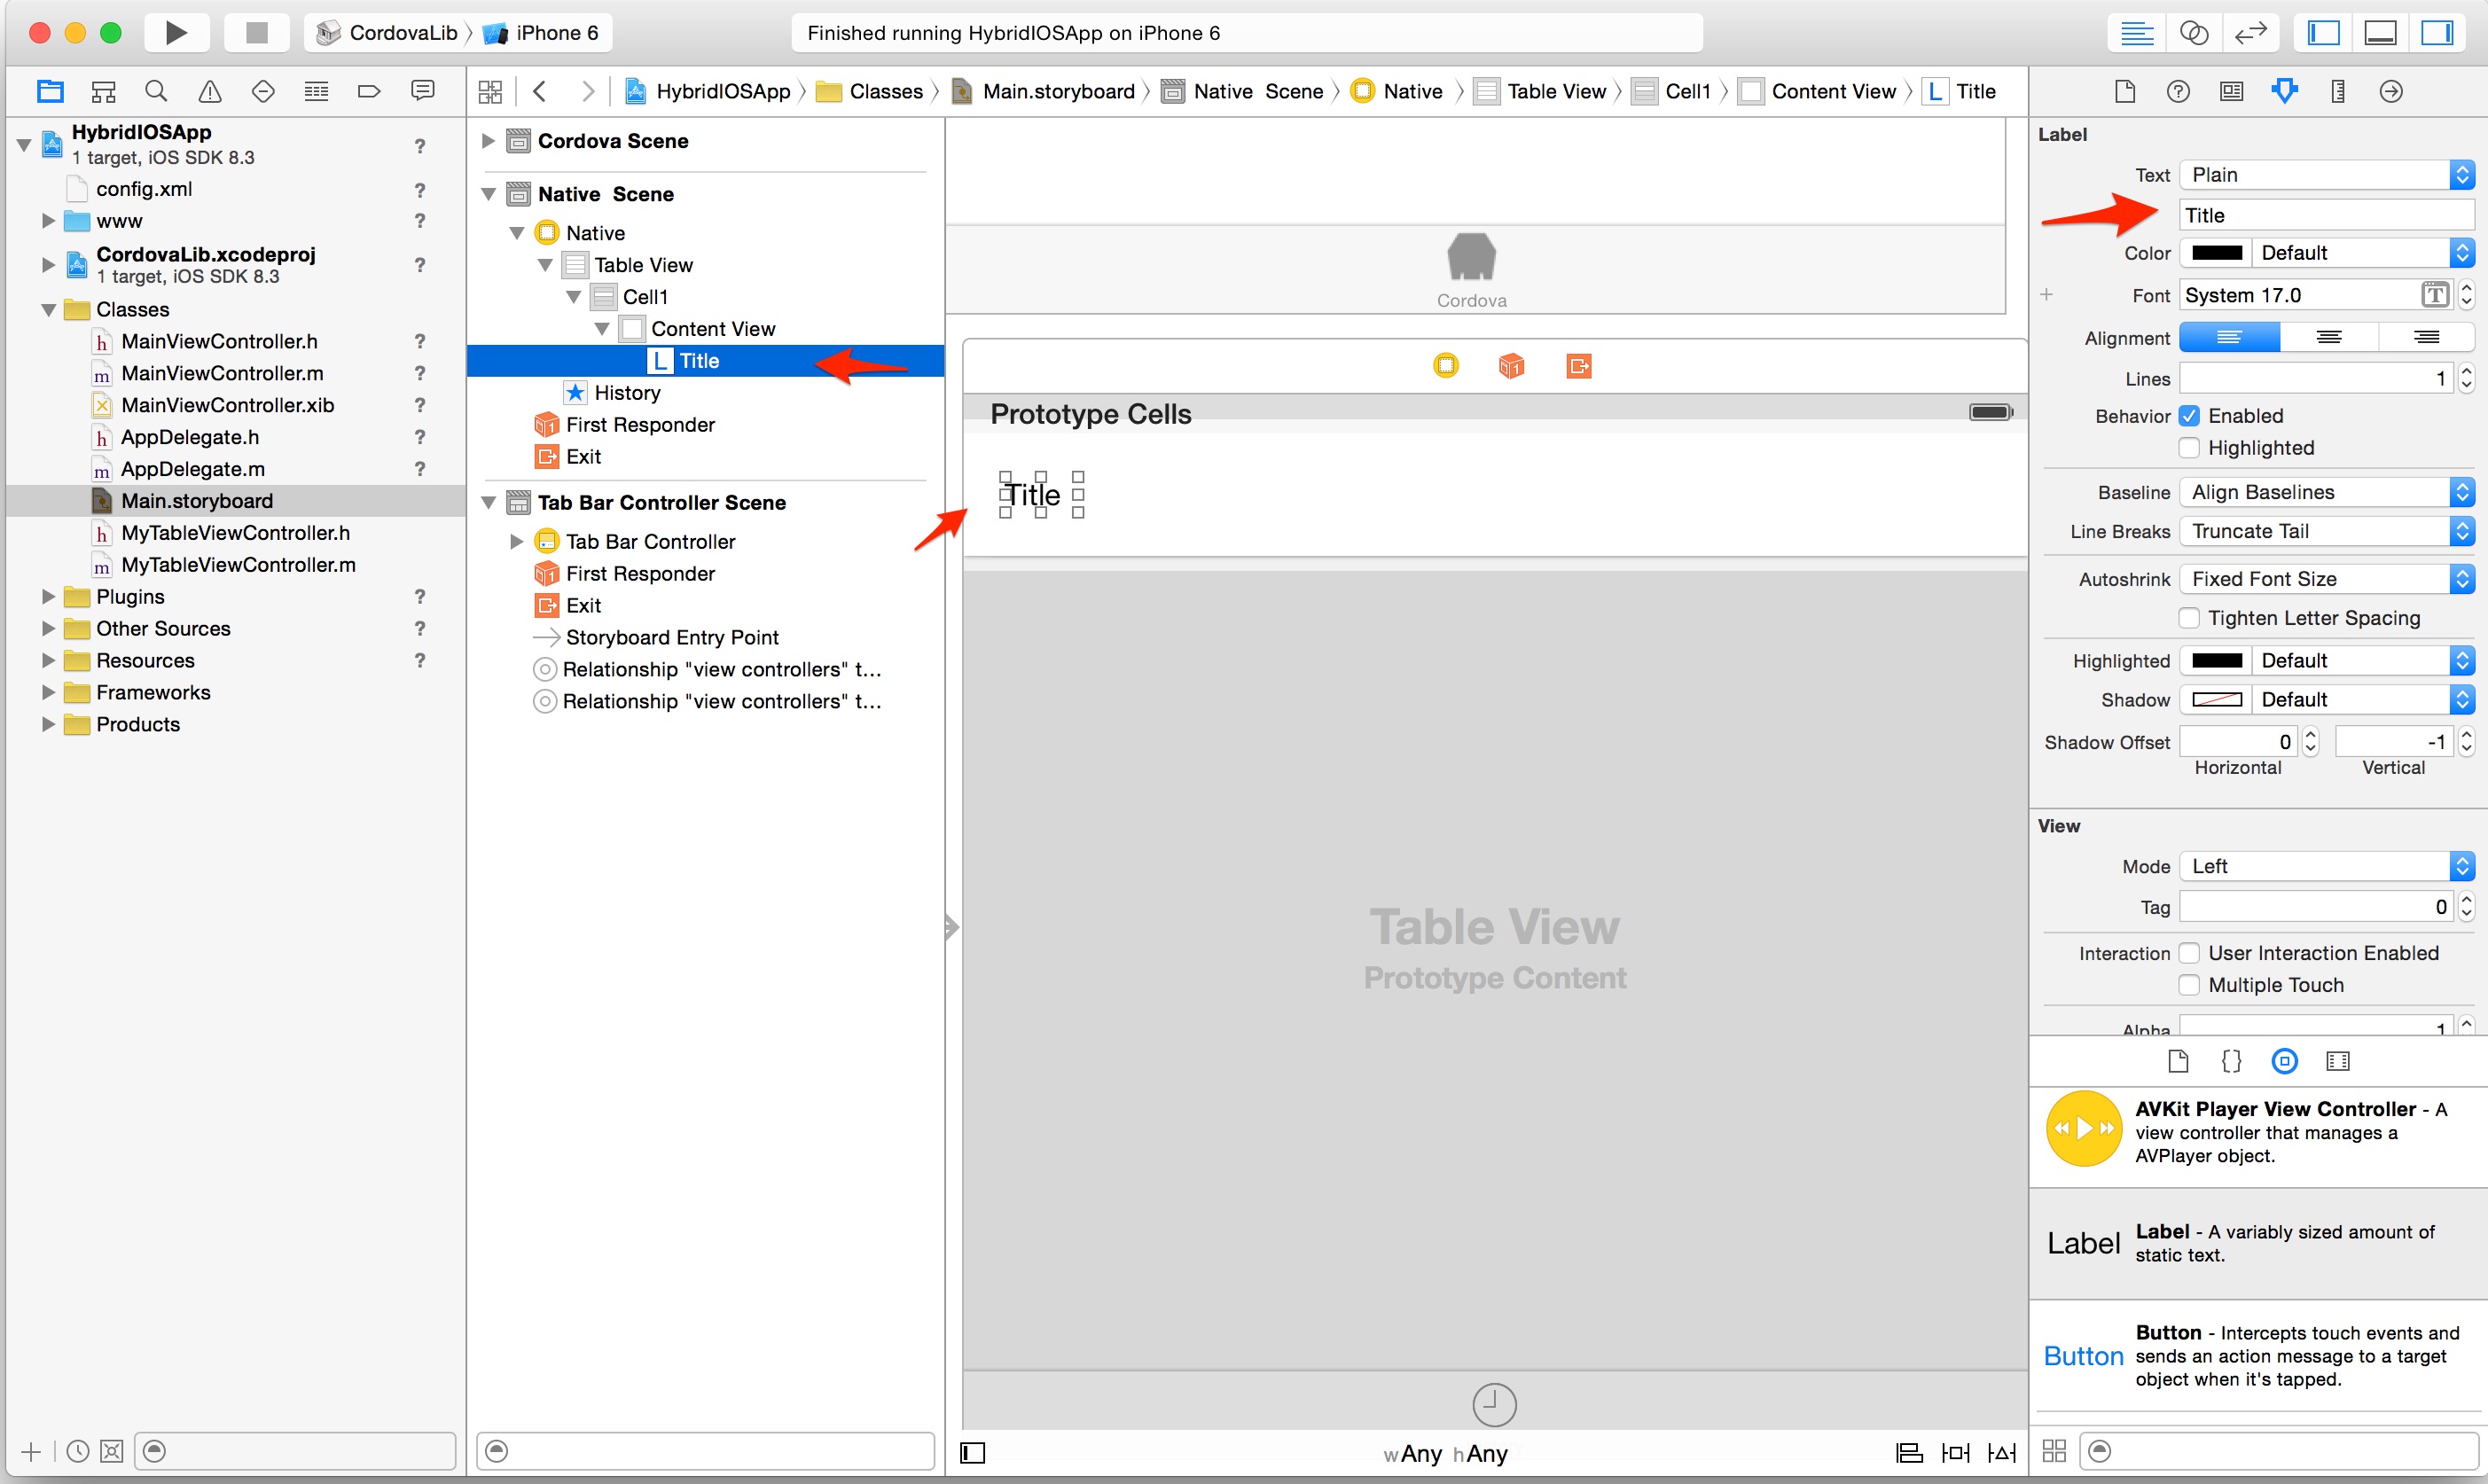 CordovaLib
iPhone 6
Finished running HybridIOSApp on iPhone 6
HybridIOSApp
Classes
Main.storyboard
Native Scene
Native
Table View
Cell1
Content View
L Title
HybridIOSApp
1 target, iOS SDK 8.3
?
config.xml
?
www
?
CordovaLib.xcodeproj
1 target, iOS SDK 8.3
?
Classes
h MainViewController.h ?
m MainViewController.m ?
MainViewController.xib ?
h AppDelegate.h ?
m AppDelegate.m ?
Main.storyboard
h MyTableViewController.h
m MyTableViewController.m
Plugins ?
Other Sources ?
Resources ?
Frameworks
Products
Cordova Scene
Native Scene
Native
Table View
Cell1
Content View
L Title
History
1 First Responder
Exit
Tab Bar Controller Scene
Tab Bar Controller
1 First Responder
Exit
Storyboard Entry Point
Relationship "view controllers" t...
Relationship "view controllers" t...
Cordova
1
Prototype Cells
Title
Table View
Prototype Content
wAny hAny
Label
Text Plain
Title
Color Default
+ Font System 17.0 T
Alignment
Lines 1
Behavior Enabled
Highlighted
Baseline Align Baselines
Line Breaks Truncate Tail
Autoshrink Fixed Font Size
Tighten Letter Spacing
Highlighted Default
Shadow Default
Shadow Offset 0 -1
Horizontal Vertical
View
Mode Left
Tag 0
Interaction User Interaction Enabled
Multiple Touch
Alpha 1
{}
AVKit Player View Controller - A
view controller that manages a
AVPlayer object.
Label
Label - A variably sized amount of
static text.
Button
Button - Intercepts touch events and
sends an action message to a target
object when it's tapped.